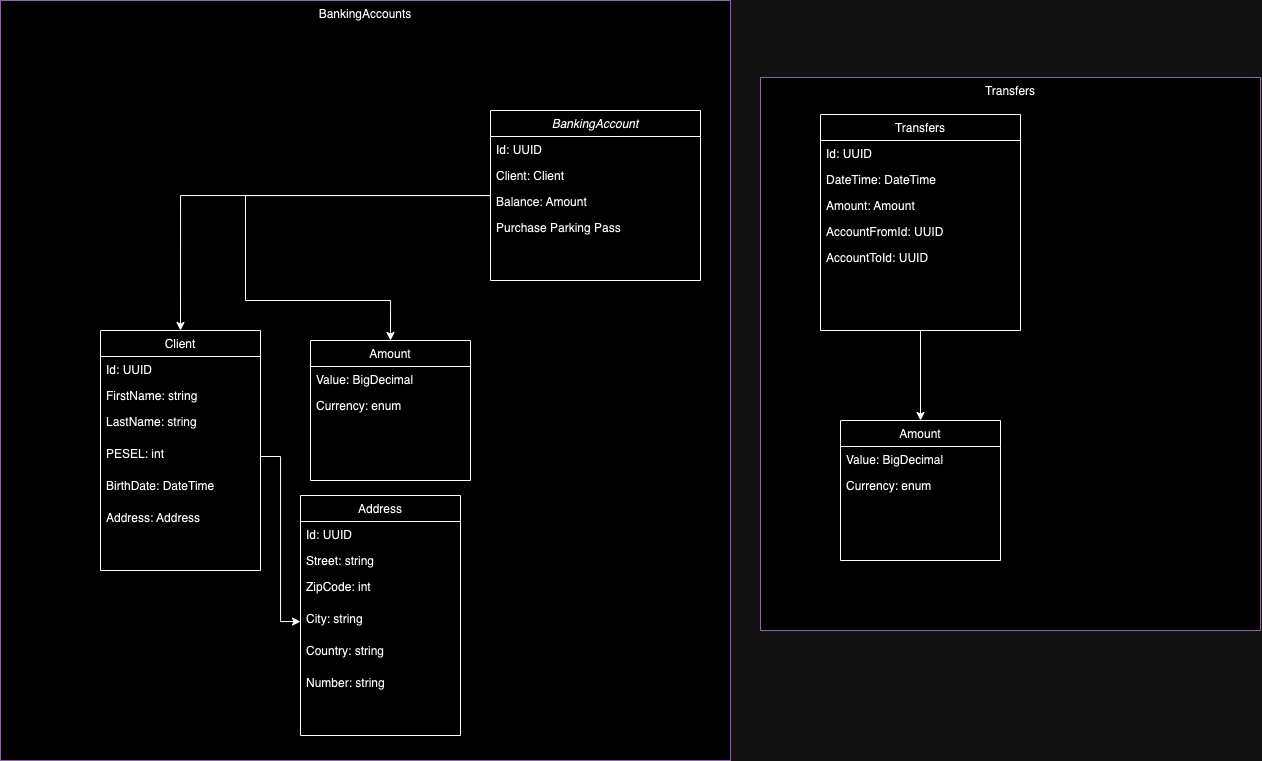 BankingAccounts
BankingAccount
Id: UUID
Client: Client
Balance: Amount
Purchase Parking Pass
Client
Id: UUID
FirstName: string
LastName: string
PESEL: int
BirthDate: DateTime
Address: Address
Amount
Value: BigDecimal
Currency: enum
Address
Id: UUID
Street: string
ZipCode: int
City: string
Country: string
Number: string
Transfers
Transfers
Id: UUID
DateTime: DateTime
Amount: Amount
AccountFromId: UUID
AccountToId: UUID
Amount
Value: BigDecimal
Currency: enum